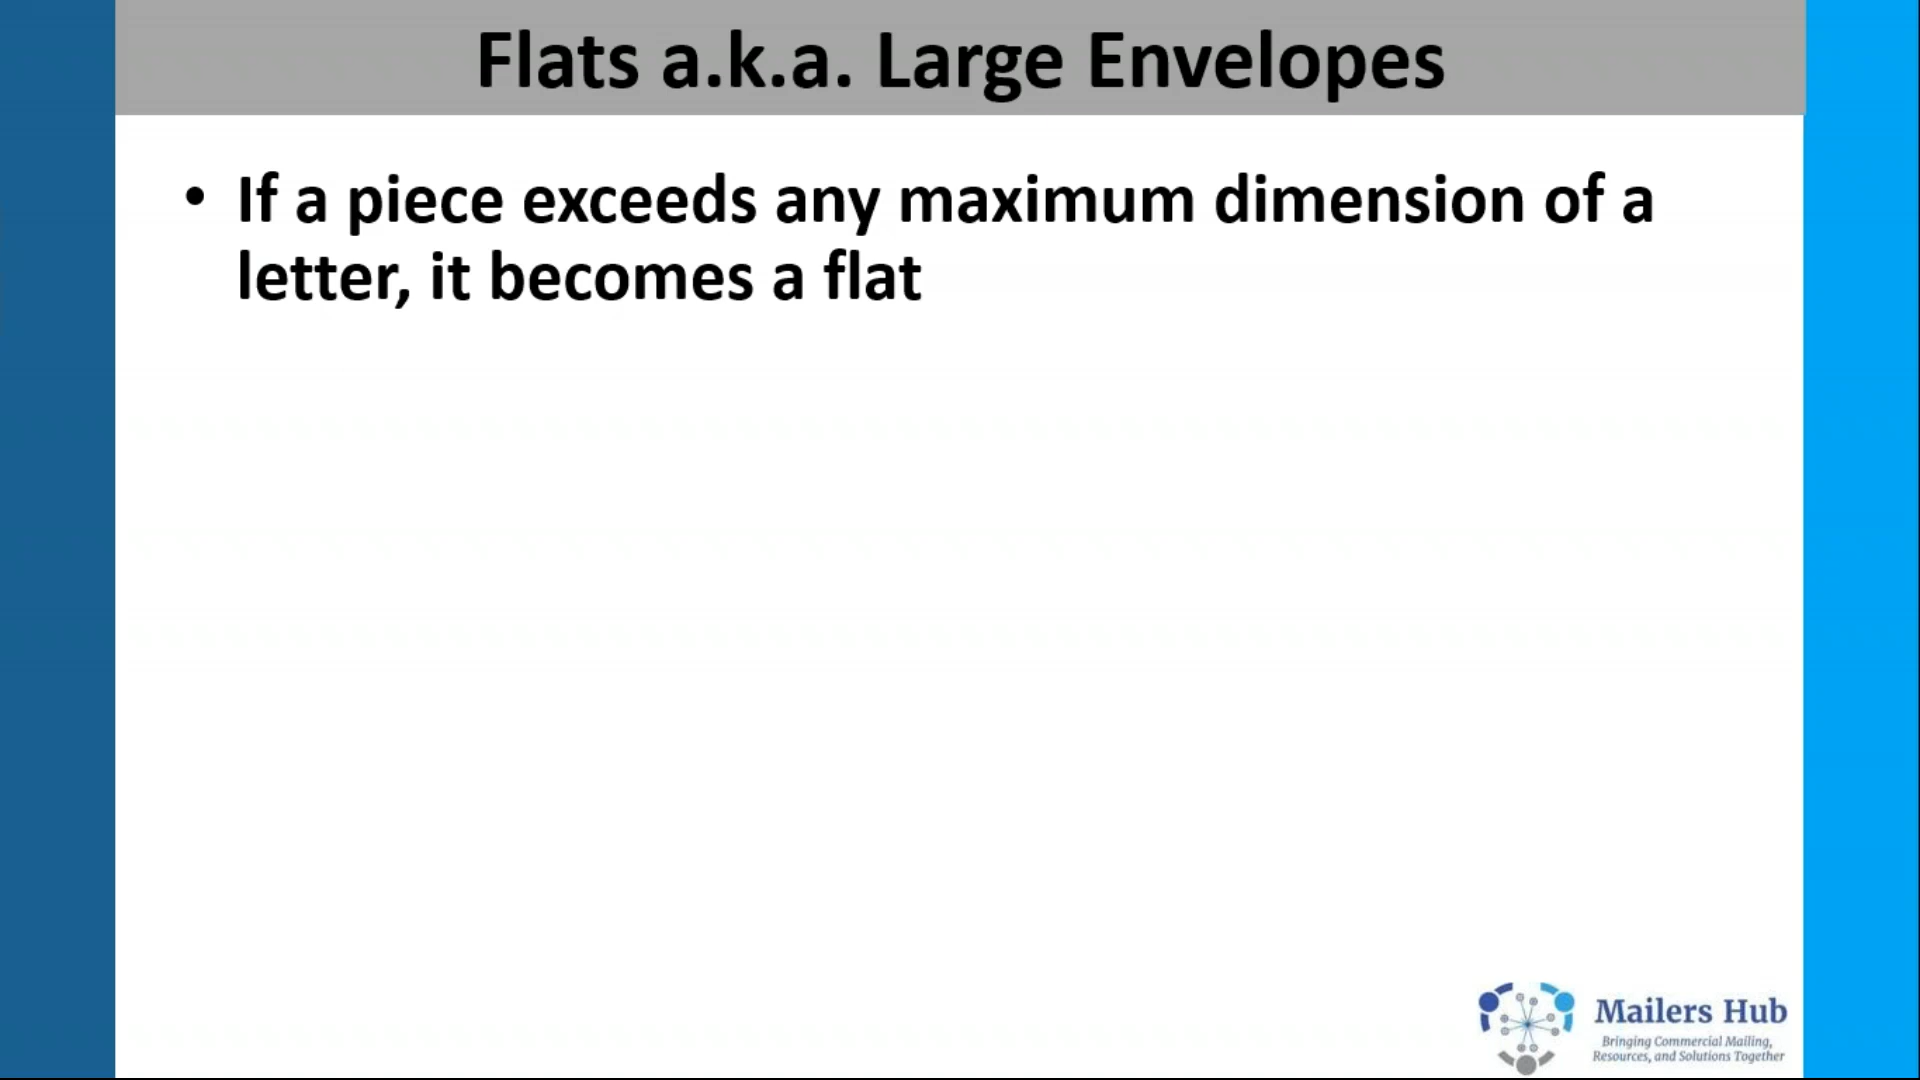 Flats a.k.a. Large Envelopes
• If a piece exceeds any maximum dimension of a
letter, it becomes a flat
Mailers Hub
Bringing Commercial Mailing,
Resources, and Solutions Together